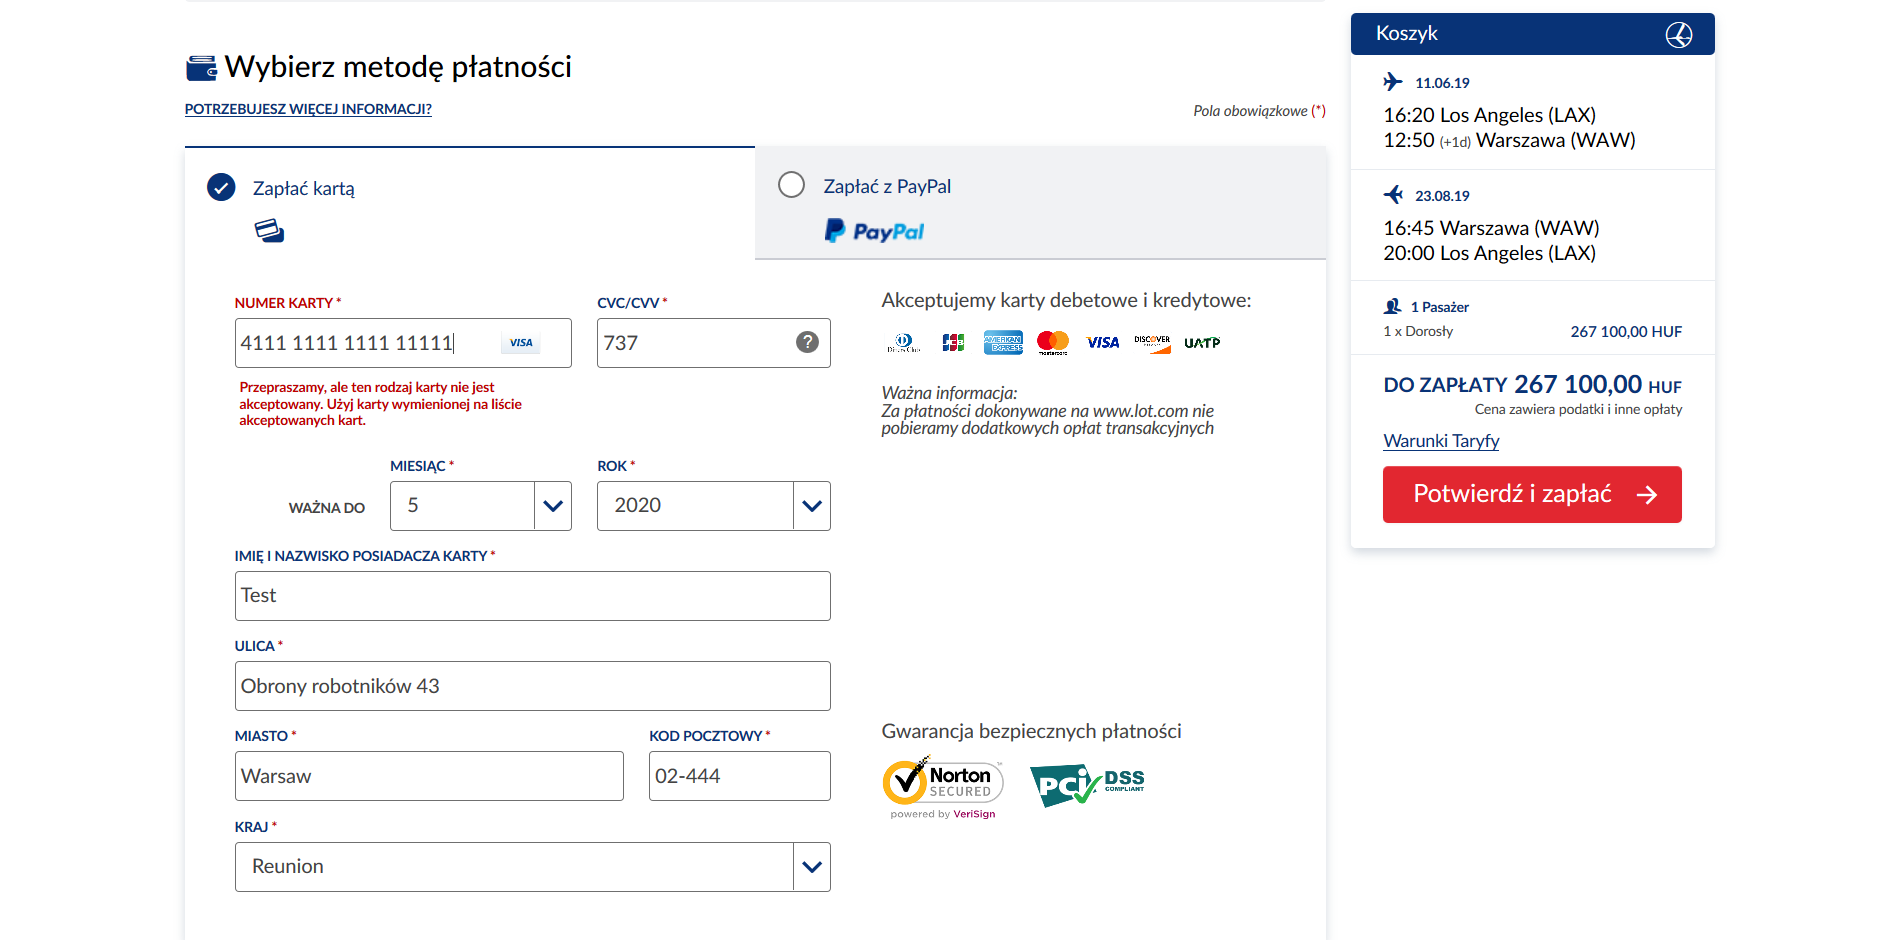 Wybierz metodę płatności
POTRZEBUJESZ WIĘCEJ INFORMACJI?
Pola obowiązkowe (*)
Zapłać kartą
Zapłać z PayPal
PayPal
NUMER KARTY *
4111 1111 1111 11111
VISA
CVC/CVV *
737
?
Przepraszamy, ale ten rodzaj karty nie jest
akceptowany. Użyj karty wymienionej na liście
akceptowanych kart.
WAŻNA DO
MIESIĄC *
5
ROK *
2020
IMIĘ I NAZWISKO POSIADACZA KARTY *
Test
ULICA *
Obrony robotników 43
MIASTO *
Warsaw
KOD POCZTOWY *
02-444
KRAJ *
Reunion
Akceptujemy karty debetowe i kredytowe:
Diners Club
JCB
AMERICAN EXPRESS
mastercard
VISA
DISCOVER
UATP
Ważna informacja:
Za płatności dokonywane na www.lot.com nie
pobieramy dodatkowych opłat transakcyjnych
Gwarancja bezpiecznych płatności
Norton
SECURED
powered by VeriSign
PCI DSS
COMPLIANT
Koszyk
11.06.19
16:20 Los Angeles (LAX)
12:50 (+1d) Warszawa (WAW)
23.08.19
16:45 Warszawa (WAW)
20:00 Los Angeles (LAX)
1 Pasażer
1 x Dorosły 267 100,00 HUF
DO ZAPŁATY 267 100,00 HUF
Cena zawiera podatki i inne opłaty
Warunki Taryfy
Potwierdź i zapłać